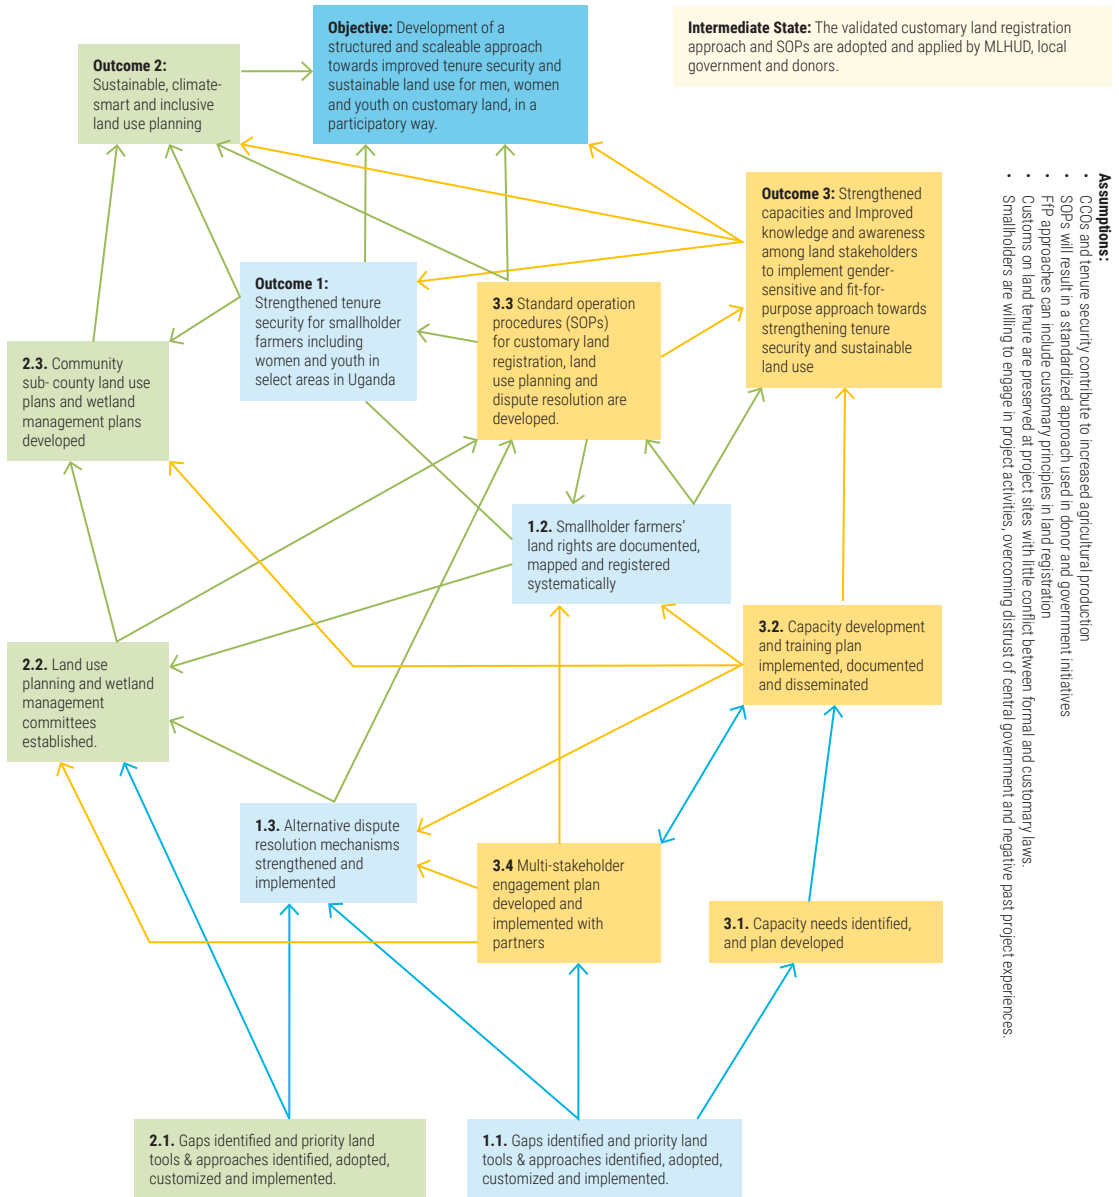 Objective: Development of a
structured and scaleable approach
towards improved tenure security and
sustainable land use for men, women
and youth on customary land, in a
participatory way.
Intermediate State: The validated customary land registration
approach and SOPs are adopted and applied by MLHUD, local
government and donors.
Outcome 2:
Sustainable, climate-
smart and inclusive
land use planning
Outcome 3: Strengthened
capacities and Improved
knowledge and awareness
among land stakeholders
to implement gender-
sensitive and fit-for-
purpose approach towards
strengthening tenure
security and sustainable
land use
Assumptions:
• CCOs and tenure security contribute to increased agricultural production
• SOPs will result in a standardized approach used in donor and government initiatives
• FfP approaches can include customary principles in land registration
• Customs on land tenure are preserved at project sites with little conflict between formal and customary laws.
• Smallholders are willing to engage in project activities, overcoming distrust of central government and negative past project experiences.
Outcome 1:
Strengthened tenure
security for smallholder
farmers including
women and youth in
select areas in Uganda
3.3 Standard operation
procedures (SOPs)
for customary land
registration, land
use planning and
dispute resolution are
developed.
2.3. Community
sub- county land use
plans and wetland
management plans
developed
1.2. Smallholder farmers'
land rights are documented,
mapped and registered
systematically
3.2. Capacity development
and training plan
implemented, documented
and disseminated
2.2. Land use
planning and wetland
management
committees
established.
1.3. Alternative dispute
resolution mechanisms
strengthened and
implemented
3.4 Multi-stakeholder
engagement plan
developed and
implemented with
partners
3.1. Capacity needs identified,
and plan developed
2.1. Gaps identified and priority land
tools & approaches identified, adopted,
customized and implemented.
1.1. Gaps identified and priority land
tools & approaches identified, adopted,
customized and implemented.